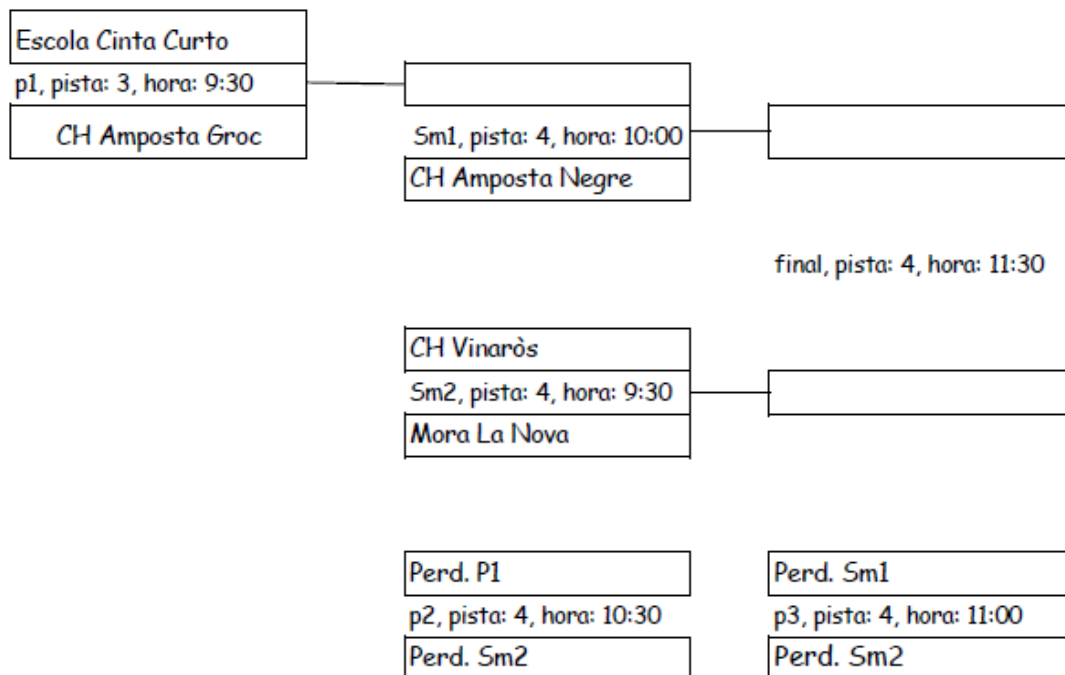 Escola Cinta Curto
p1, pista: 3, hora: 9:30
CH Amposta Groc
Sm1, pista: 4, hora: 10:00
CH Amposta Negre
final, pista: 4, hora: 11:30
CH Vinaròs
Sm2, pista: 4, hora: 9:30
Mora La Nova
Perd. P1
p2, pista: 4, hora: 10:30
Perd. Sm2
Perd. Sm1
p3, pista: 4, hora: 11:00
Perd. Sm2